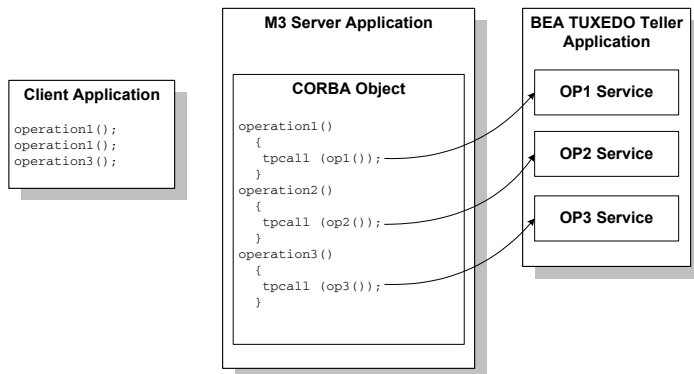 Client Application
operation1();
operation1();
operation3();
M3 Server Application
CORBA Object
operation1()
{
tpcall (op1());
}
operation2()
{
tpcall (op2());
}
operation3()
{
tpcall (op3());
}
BEA TUXEDO Teller
Application
OP1 Service
OP2 Service
OP3 Service